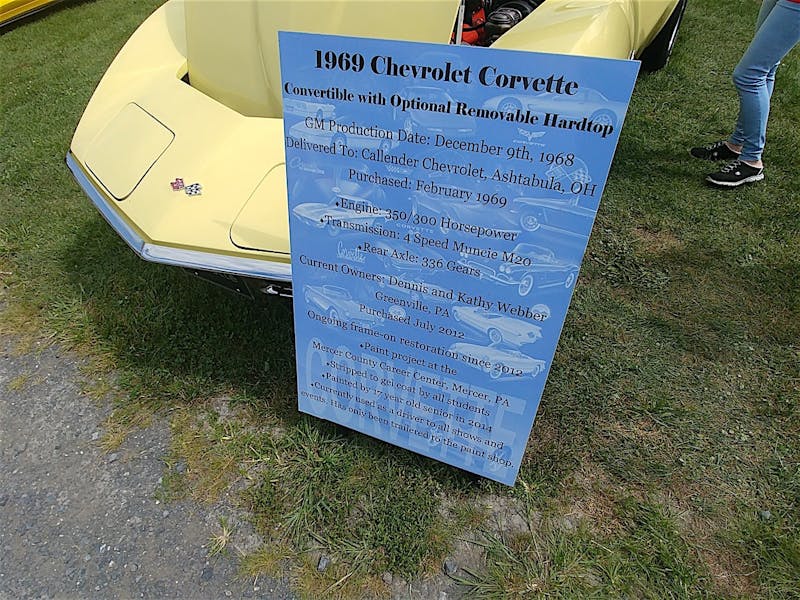 1969 Chevrolet Corvette
Convertible with Optional Removable Hardtop
GM Production Date: December 9th, 1968
Delivered To: Callender Chevrolet, Ashtabula, OH
Purchased: February 1969
•Engine: 350/300 Horsepower
•Transmission: 4 Speed Muncie M20
•Rear Axle: 336 Gears
Current Owners: Dennis and Kathy Webber
Greenville, PA
Purchased July 2012
Ongoing frame-on restoration since 2012
•Paint project at the
Mercer County Career Center, Mercer, PA
•Stripped to gel coat by all students
•Painted by 17 year old senior in 2014
•Currently used as a driver to all shows and
events. Has only been trailered to the paint shop.
CORVETTE